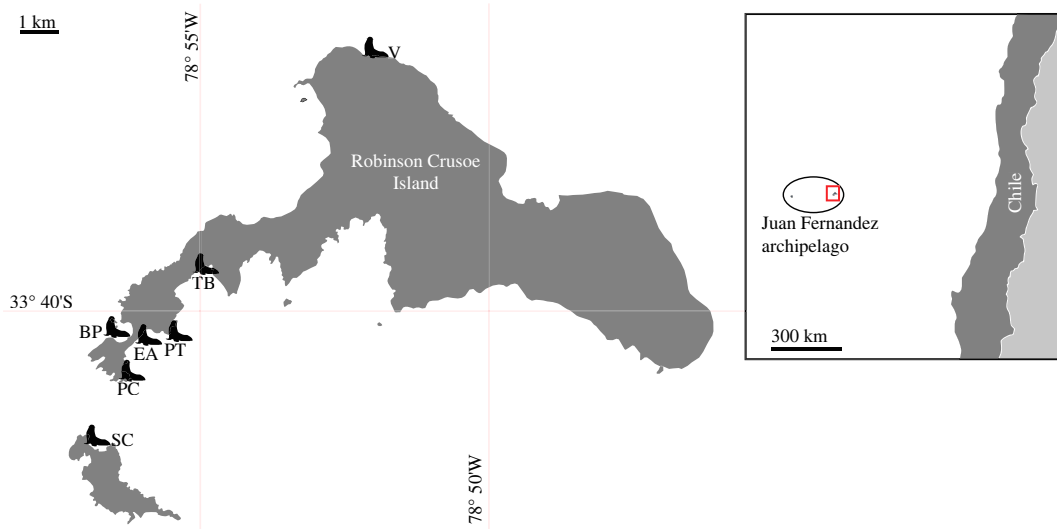 1 km
78° 55'W
V
Robinson Crusoe
Island
TB
33° 40'S
BP
EA
PT
PC
SC
78° 50'W
Chile
Juan Fernandez
archipelago
300 km